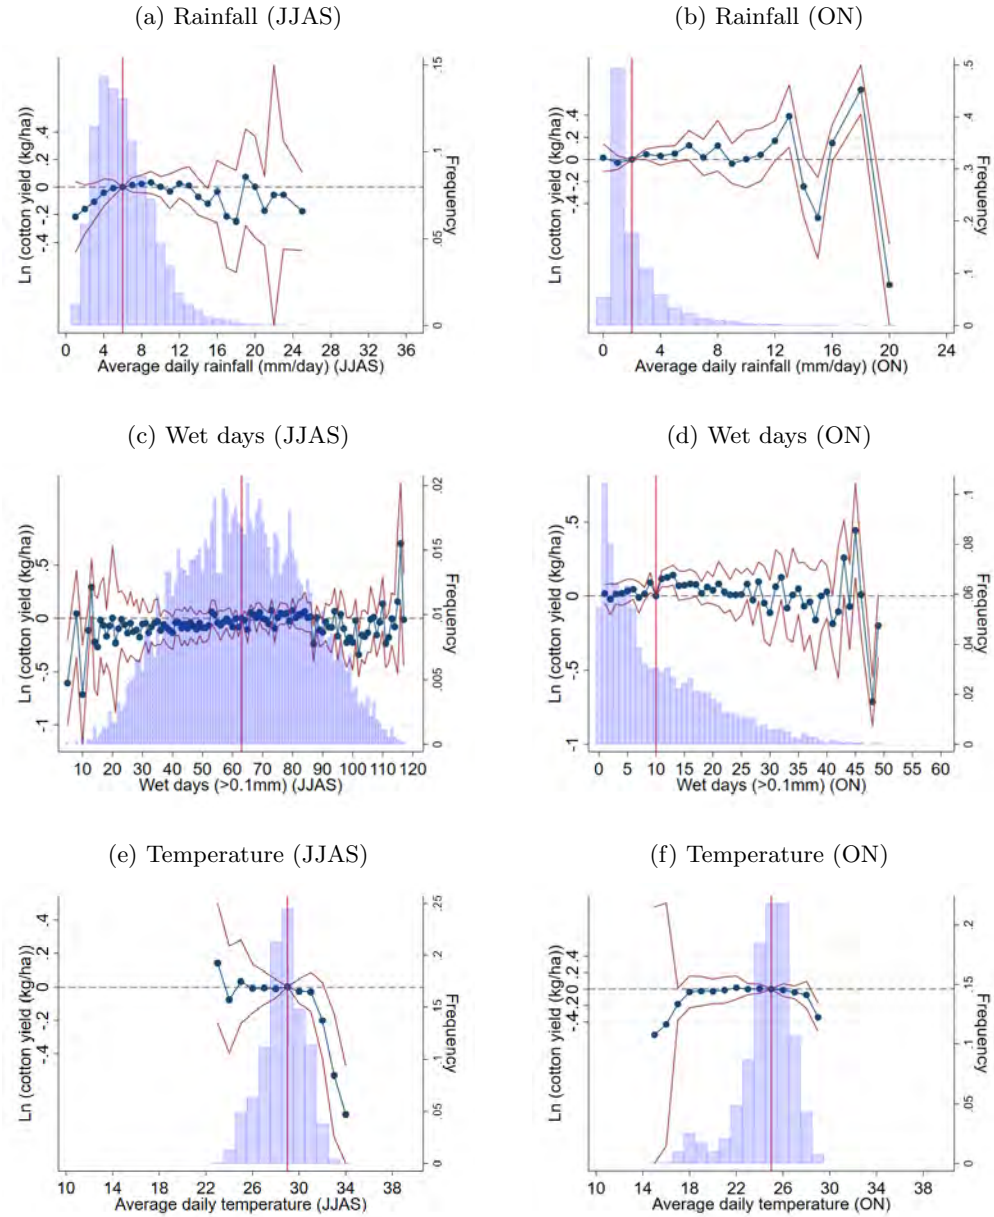 (a) Rainfall (JJAS)
Ln (cotton yield (kg/ha))
-.4 -.2 0 .2 .4
0 .05 .1 .15
Frequency
0 4 8 12 16 20 24 28 32 36
Average daily rainfall (mm/day) (JJAS)
(b) Rainfall (ON)
Ln (cotton yield (kg/ha))
-.4 -.2 0 .2 .4
0 .1 .2 .3 .4 .5
Frequency
0 4 8 12 16 20 24
Average daily rainfall (mm/day) (ON)
(c) Wet days (JJAS)
Ln (cotton yield (kg/ha))
-1 -.5 0 .5
0 .005 .01 .015 .02
Frequency
10 20 30 40 50 60 70 80 90 100 110 120
Wet days (>0.1mm) (JJAS)
(d) Wet days (ON)
Ln (cotton yield (kg/ha))
-1 -.5 0 .5
0 .02 .04 .06 .08 .1
Frequency
0 5 10 15 20 25 30 35 40 45 50 55 60
Wet days (>0.1mm) (ON)
(e) Temperature (JJAS)
Ln (cotton yield (kg/ha))
-.4 -.2 0 .2 .4
0 .05 .1 .15 .2 .25
Frequency
10 14 18 22 26 30 34 38
Average daily temperature (JJAS)
(f) Temperature (ON)
Ln (cotton yield (kg/ha))
-.4 -.2 0 .2 .4
0 .05 .1 .15 .2
Frequency
10 14 18 22 26 30 34 38
Average daily temperature (ON)